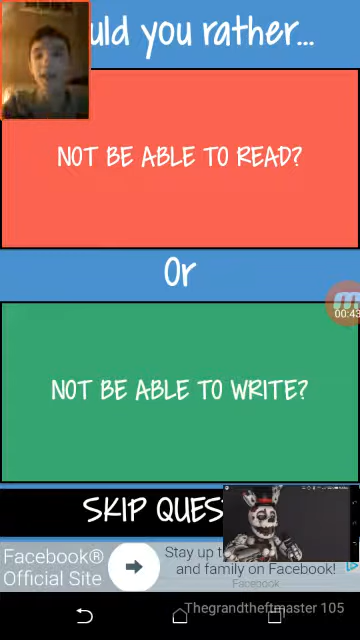 uld you rather...
NOT BE ABLE TO READ?
Or
00:43
NOT BE ABLE TO WRITE?
SKIP QUES
Facebook®
Official Site
Stay up t
and family on Facebook!
Facebook
Thegrandtheftmaster 105